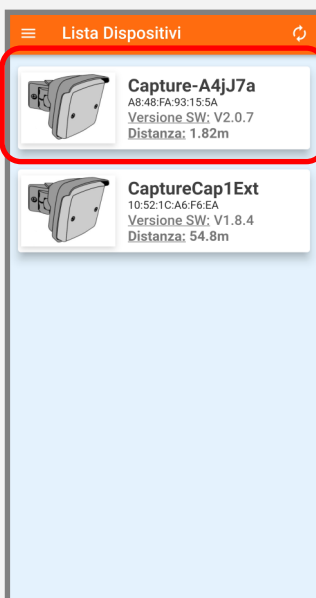 Lista Dispositivi
Capture-A4jJ7a
A8:48:FA:93:15:5A
Versione SW: V2.0.7
Distanza: 1.82m
CaptureCap1Ext
10:52:1C:A6:F6:EA
Versione SW: V1.8.4
Distanza: 54.8m